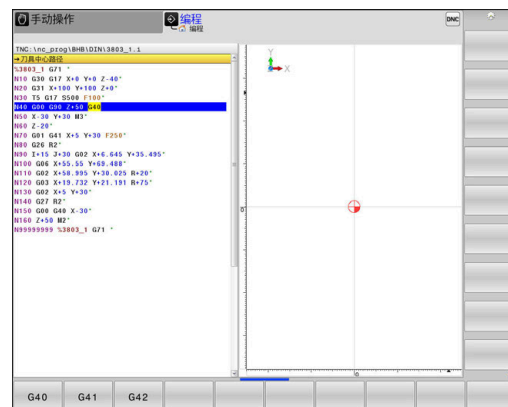 手动操作
编程
编程
DNC
TNC:\nc_prog\BHB\DIN\3803_1.i
→刀具中心路径
%3803_1 G71 *
N10 G30 G17 X+0 Y+0 Z-40*
N20 G31 X+100 Y+100 Z+0*
N30 T5 G17 S500 F100*
N40 G00 G90 Z+50 G40
N50 X-30 Y+30 M3*
N60 Z-20*
N70 G01 G41 X+5 Y+30 F250*
N80 G26 R2*
N90 I+15 J+30 G02 X+6.645 Y+35.495*
N100 G06 X+55.55 Y+69.488*
N110 G02 X+58.995 Y+30.025 R+20*
N120 G03 X+19.732 Y+21.191 R+75*
N130 G02 X+5 Y+30*
N140 G27 R2*
N150 G00 G40 X-30*
N160 Z+50 M2*
N99999999 %3803_1 G71 *
Y
X
0
0
G40 G41 G42